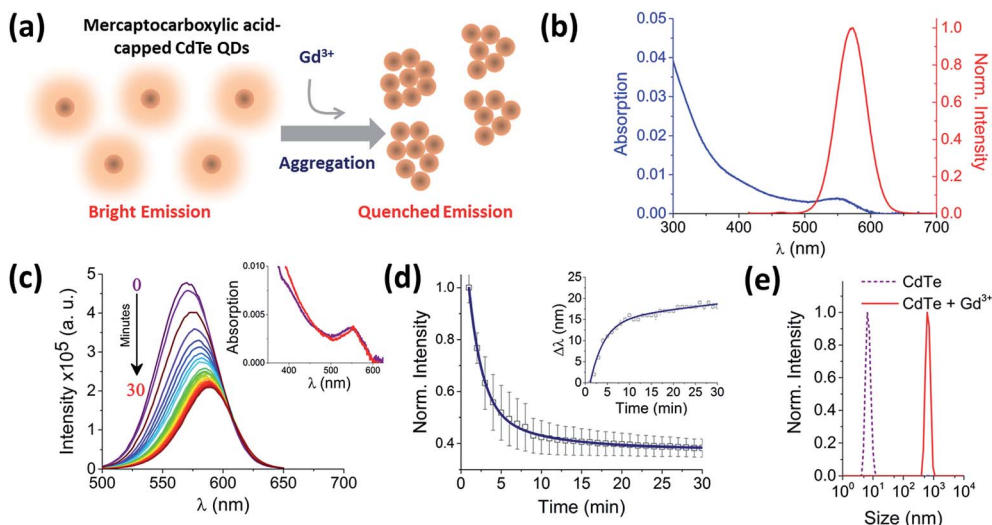 (a)
Mercaptocarboxylic acid-
capped CdTe QDs
Gd³⁺
Aggregation
Bright Emission
Quenched Emission
(b)
Absorption
0.05
0.04
0.03
0.02
0.01
0.00
300 400 500 600 700
λ (nm)
1.0
0.8
0.6
0.4
0.2
0.0
Norm. Intensity
(c)
Intensity x10⁵ (a. u.)
5
4
3
2
1
0
500 550 600 650 700
λ (nm)
0
Minutes
30
Absorption
0.010
0.005
0.000
400 500 600
λ (nm)
(d)
Norm. Intensity
1.0
0.8
0.6
0.4
0 5 10 15 20 25 30
Time (min)
Δλ (nm)
25
20
15
10
5
0
0 5 10 15 20 25 30
Time (min)
(e)
CdTe
CdTe + Gd³⁺
Norm. Intensity
1.0
0.8
0.6
0.4
0.2
0.0
10⁰ 10¹ 10² 10³ 10⁴
Size (nm)